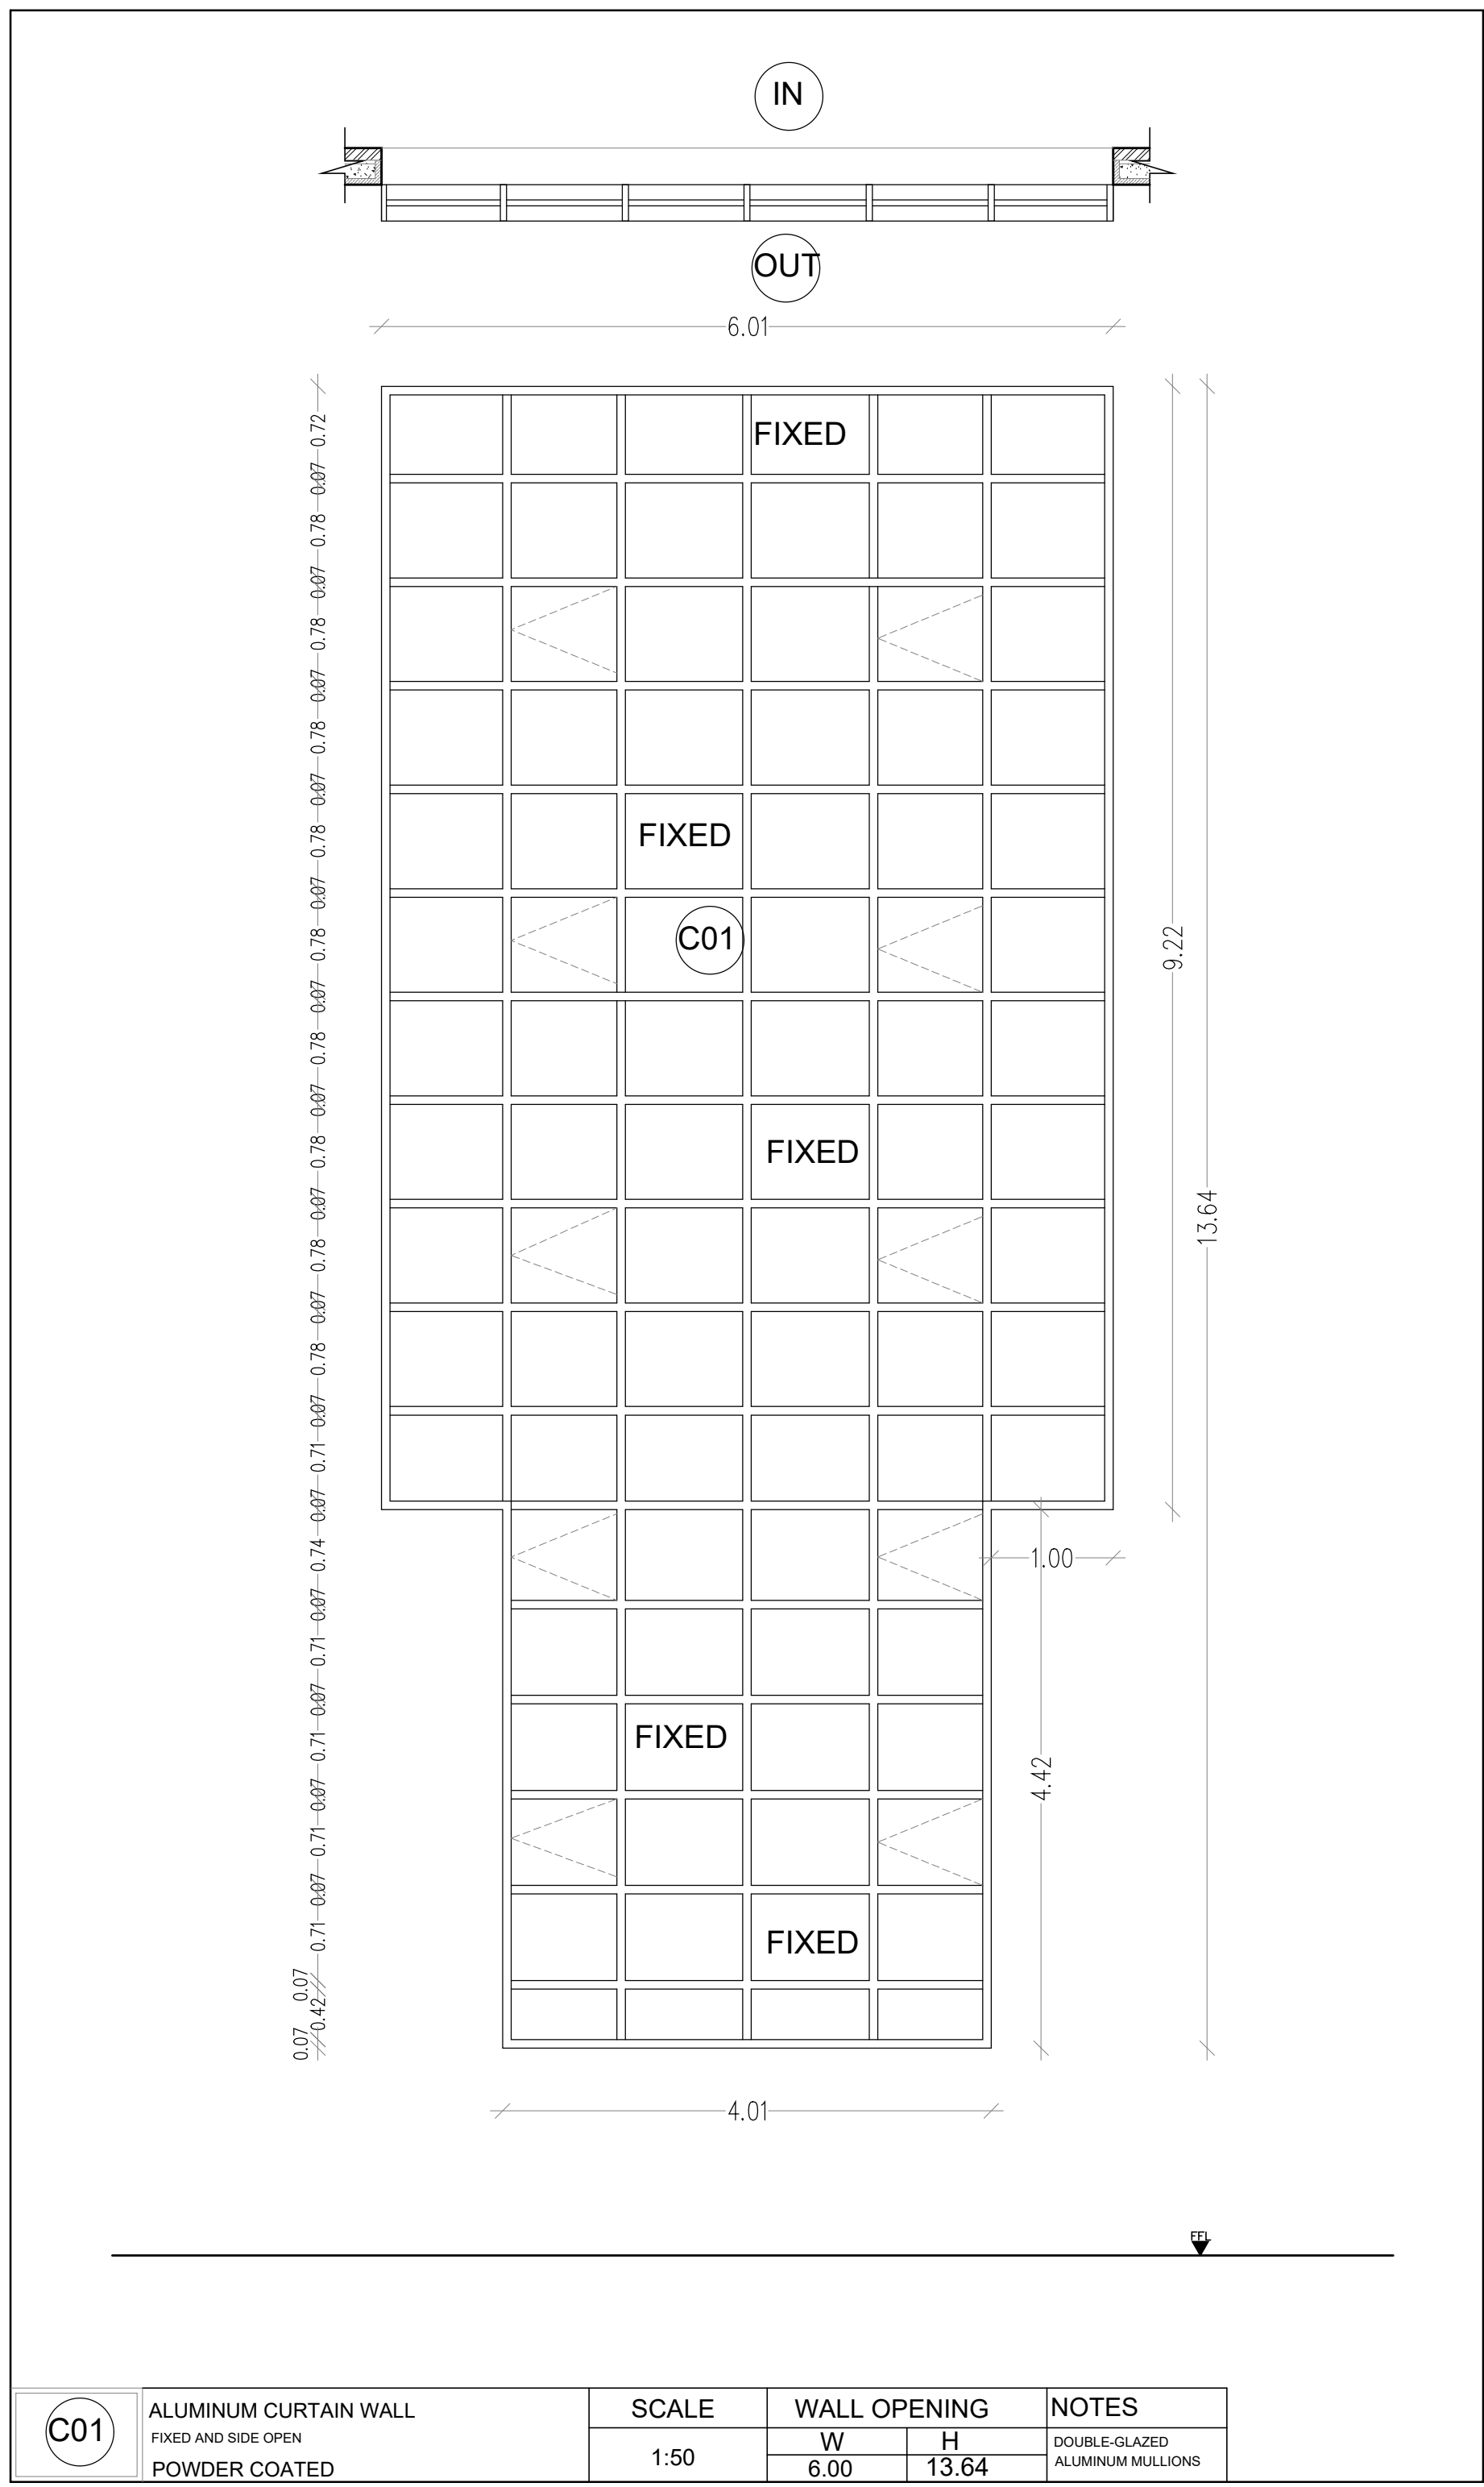 IN
OUT
6.01
0.72
0.07
0.78
0.07
0.78
0.07
0.78
0.07
0.78
0.07
0.78
0.07
0.78
0.07
0.78
0.07
0.78
0.07
0.78
0.07
0.71
0.07
0.74
0.07
0.71
0.07
0.71
0.07
0.71
0.07
0.71
0.07
0.42
0.07
FIXED
FIXED
C01
FIXED
FIXED
FIXED
9.22
13.64
1.00
4.42
4.01
FFL
C01
ALUMINUM CURTAIN WALL
FIXED AND SIDE OPEN
POWDER COATED
SCALE
1:50
WALL OPENING
W H
6.00 13.64
NOTES
DOUBLE-GLAZED
ALUMINUM MULLIONS